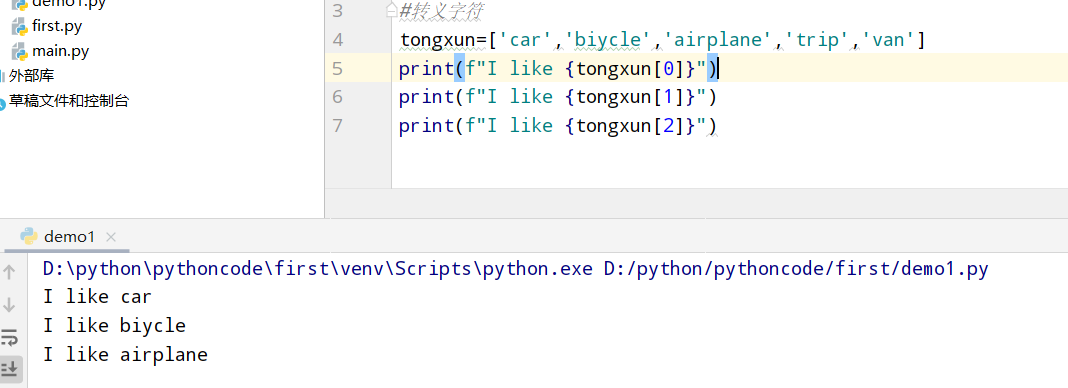 demo1.py
first.py
main.py
外部库
草稿文件和控制台
3 #转义字符
4 tongxun=['car','biycle','airplane','trip','van']
5 print(f"I like {tongxun[0]}")
6 print(f"I like {tongxun[1]}")
7 print(f"I like {tongxun[2]}")
demo1
D:\python\pythoncode\first\venv\Scripts\python.exe D:/python/pythoncode/first/demo1.py
I like car
I like biycle
I like airplane